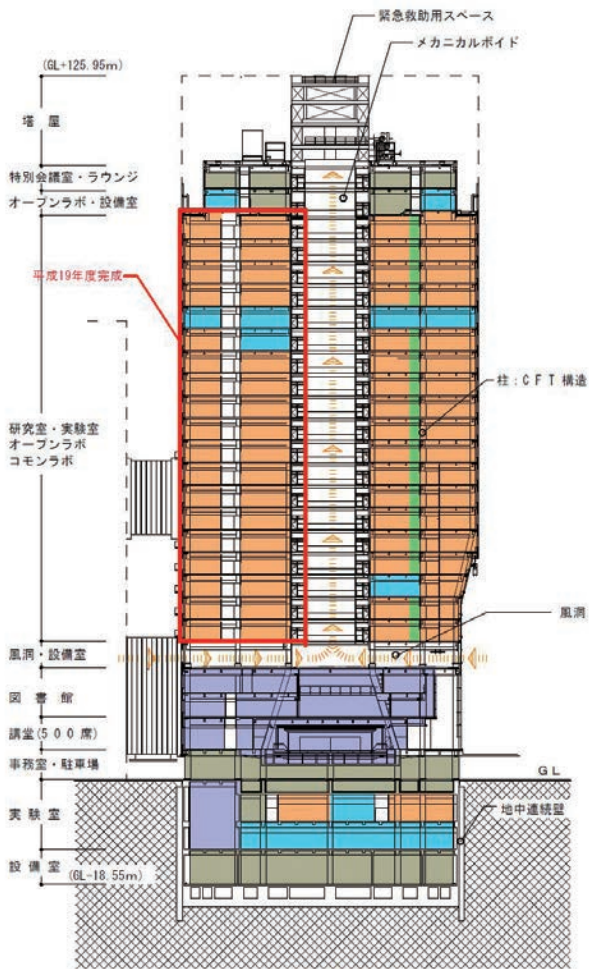 緊急救助用スペース
メカニカルボイド
(GL+125.95m)
塔 屋
特別会議室・ラウンジ
オープンラボ・設備室
平成19年度完成
柱：ＣＦＴ構造
研究室・実験室
オープンラボ
コモンラボ
風洞
風洞・設備室
図 書 館
講堂(500席)
事務室・駐車場
ＧＬ
実 験 室
地中連続壁
設 備 室
(GL-18.55m)